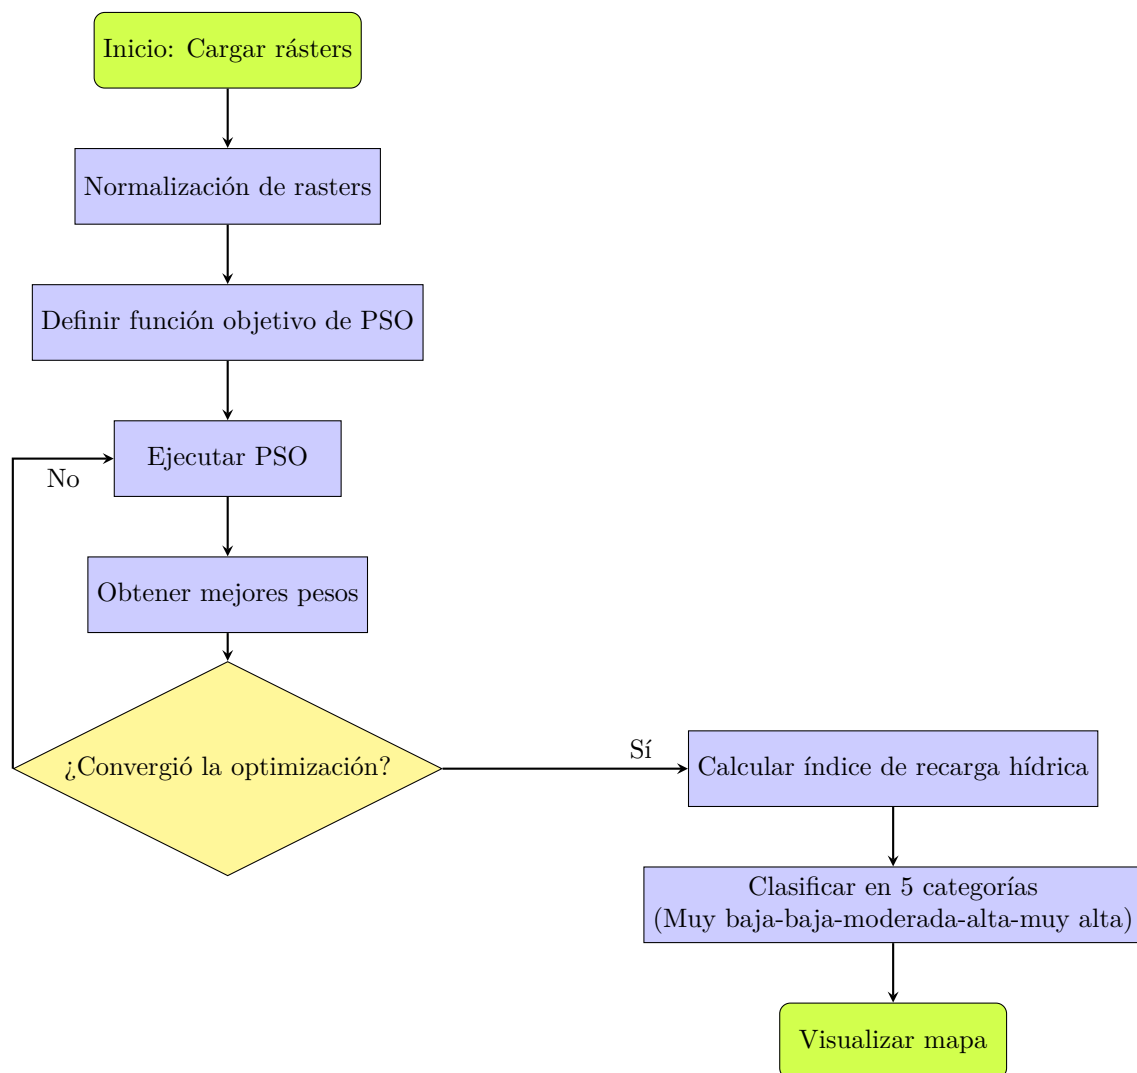 Inicio: Cargar rásters
Normalización de rasters
Definir función objetivo de PSO
Ejecutar PSO
No
Obtener mejores pesos
¿Convergió la optimización?
Sí
Calcular índice de recarga hídrica
Clasificar en 5 categorías
(Muy baja-baja-moderada-alta-muy alta)
Visualizar mapa